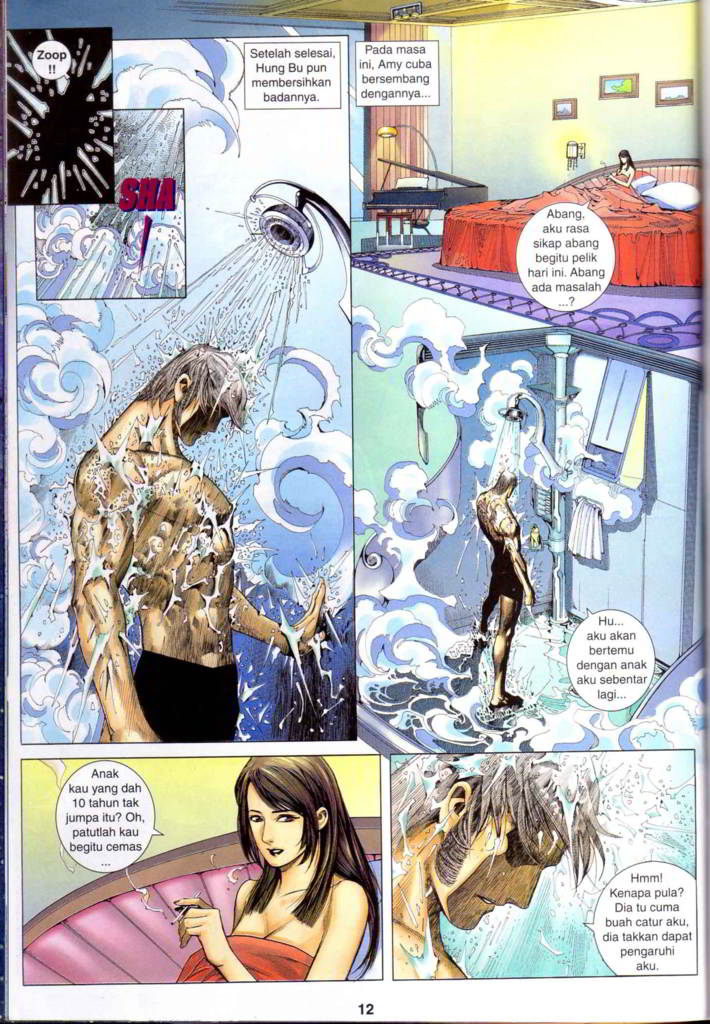 Zoop
!!
SHA
!
Setelah selesai,
Hung Bu pun
membersihkan
badannya.
Pada masa
ini, Amy cuba
bersembang
dengannya...
Abang,
aku rasa
sikap abang
begitu pelik
hari ini. Abang
ada masalah
...?
Hu...
aku akan
bertemu
dengan anak
aku sebentar
lagi...
Anak
kau yang dah
10 tahun tak
jumpa itu? Oh,
patutlah kau
begitu cemas
...
Hmm!
Kenapa pula?
Dia tu cuma
buah catur aku,
dia takkan dapat
pengaruhi
aku.
12